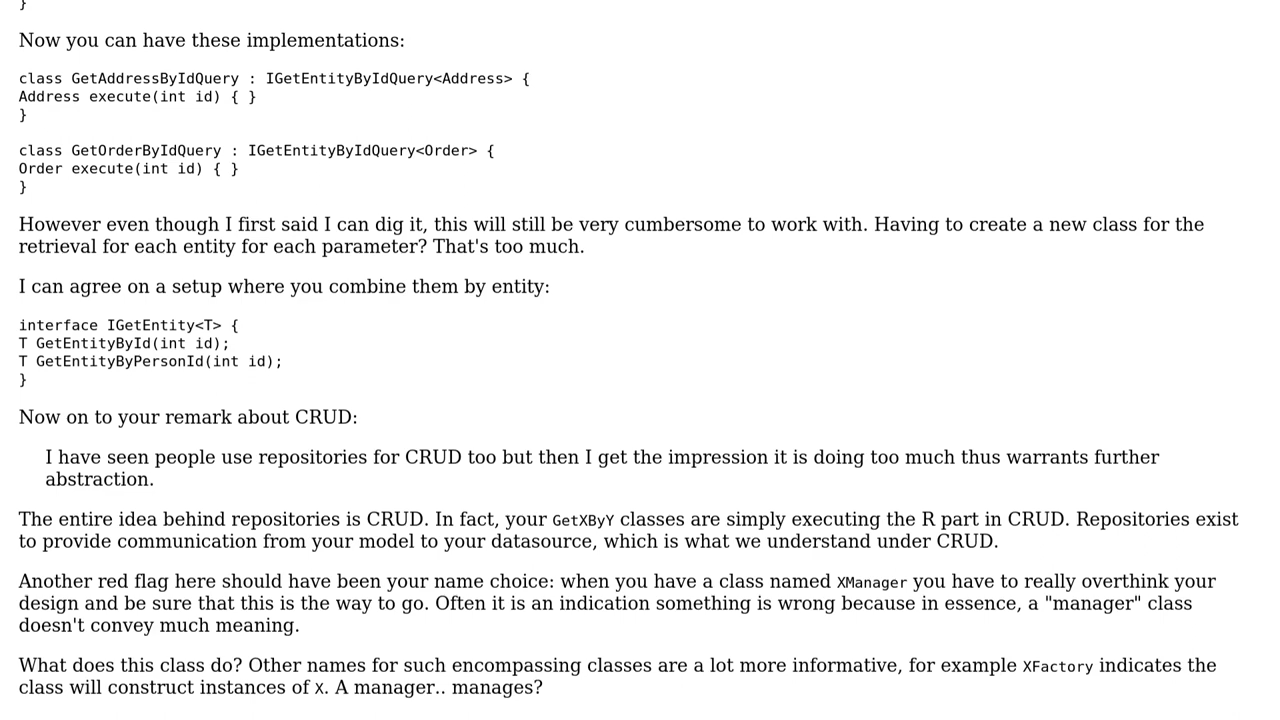 }
Now you can have these implementations:
class GetAddressByIdQuery : IGetEntityByIdQuery<Address> {
Address execute(int id) { }
}
class GetOrderByIdQuery : IGetEntityByIdQuery<Order> {
Order execute(int id) { }
}
However even though I first said I can dig it, this will still be very cumbersome to work with. Having to create a new class for the
retrieval for each entity for each parameter? That's too much.
I can agree on a setup where you combine them by entity:
interface IGetEntity<T> {
T GetEntityById(int id);
T GetEntityByPersonId(int id);
}
Now on to your remark about CRUD:
I have seen people use repositories for CRUD too but then I get the impression it is doing too much thus warrants further
abstraction.
The entire idea behind repositories is CRUD. In fact, your GetXByY classes are simply executing the R part in CRUD. Repositories exist
to provide communication from your model to your datasource, which is what we understand under CRUD.
Another red flag here should have been your name choice: when you have a class named XManager you have to really overthink your
design and be sure that this is the way to go. Often it is an indication something is wrong because in essence, a "manager" class
doesn't convey much meaning.
What does this class do? Other names for such encompassing classes are a lot more informative, for example XFactory indicates the
class will construct instances of X. A manager.. manages?